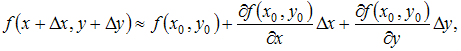 f(x + Δx, y + Δy) ≈ f(x₀, y₀) + ∂f(x₀, y₀)/∂x Δx + ∂f(x₀, y₀)/∂y Δy,